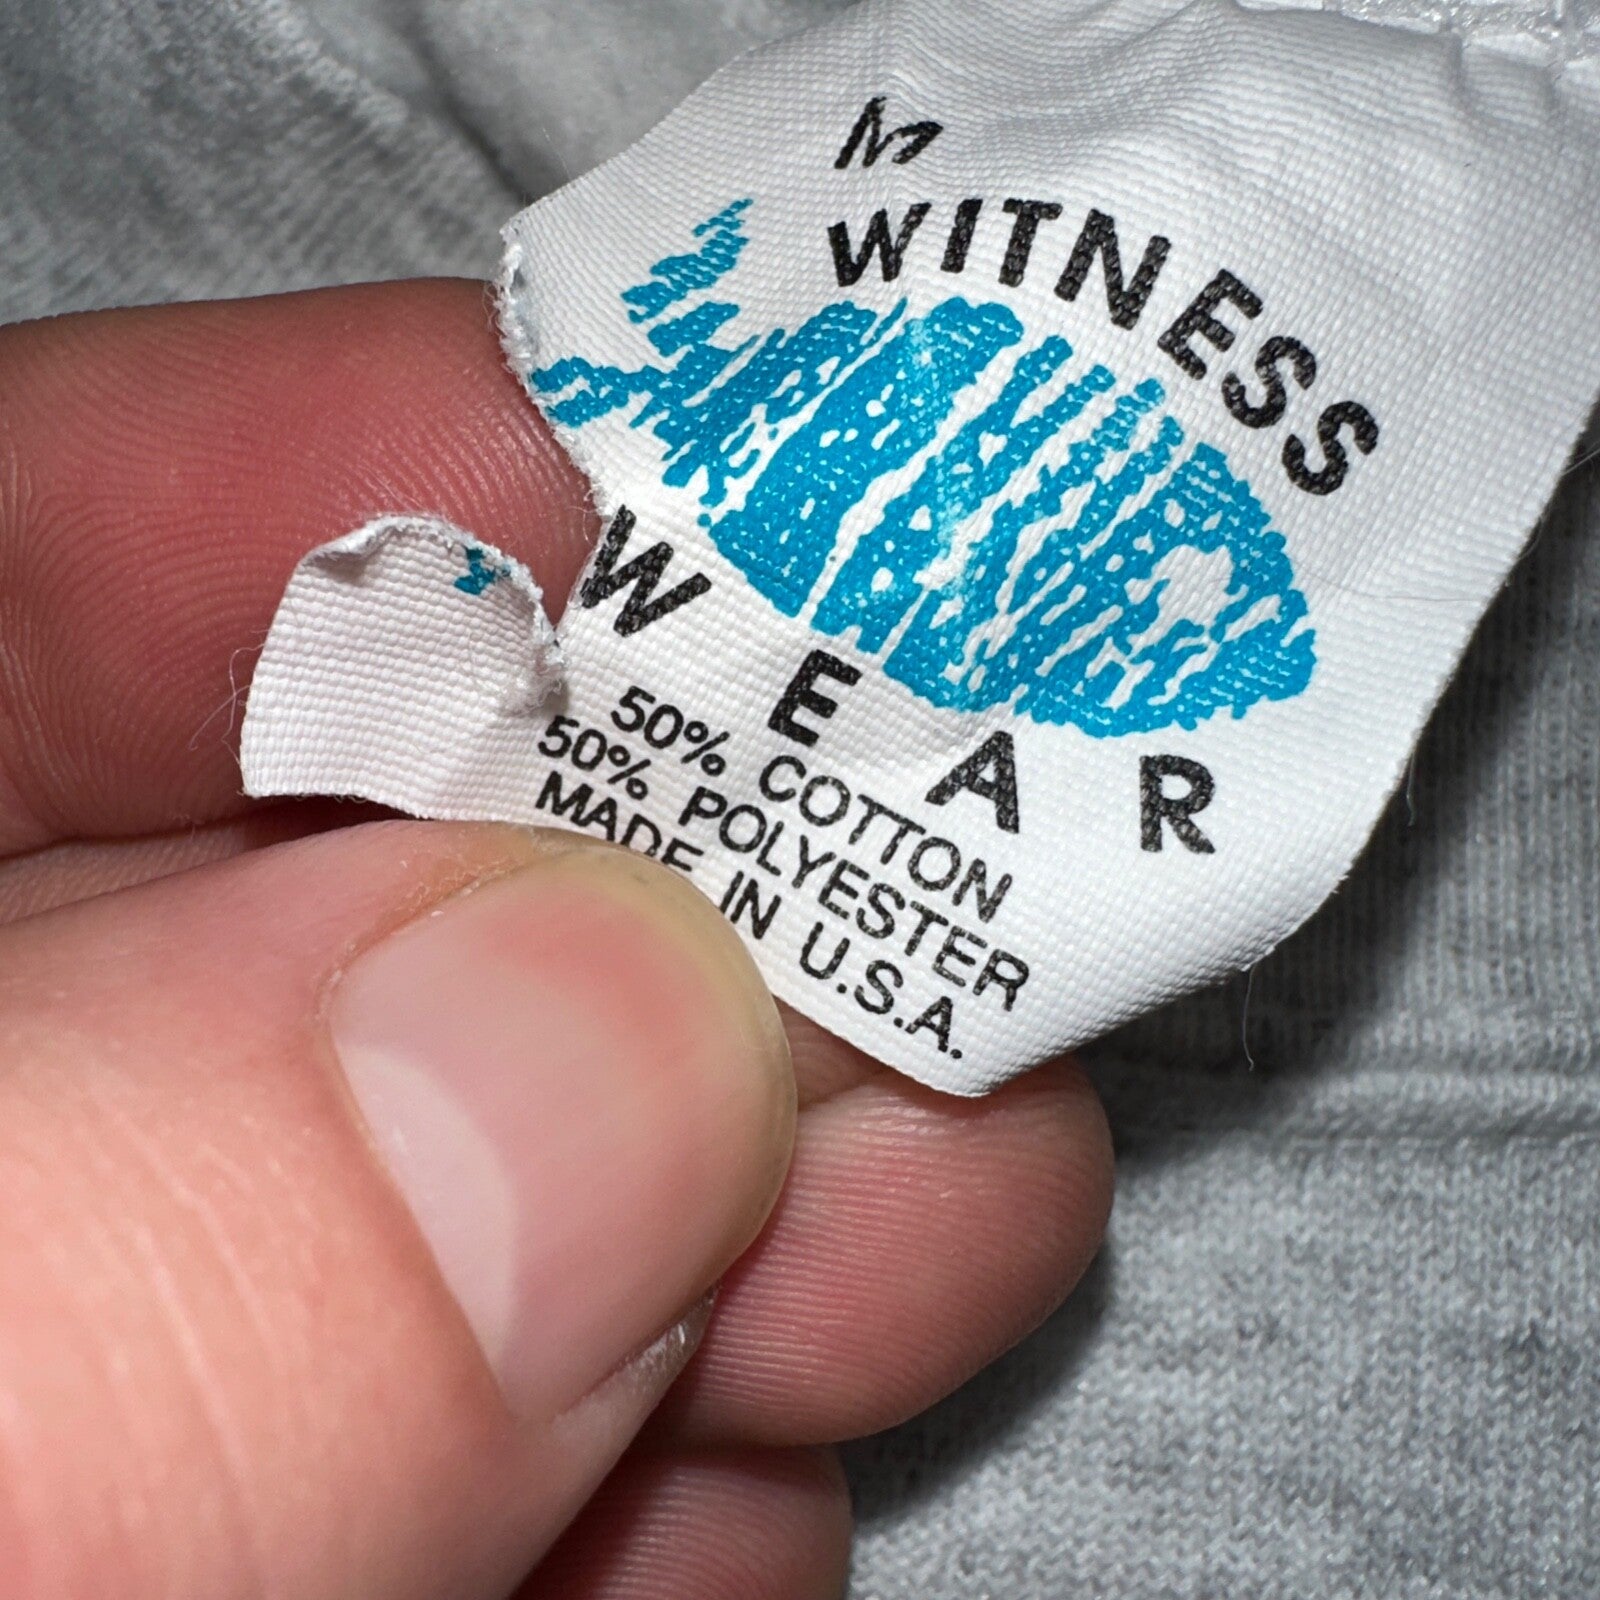 M
WITNESS
WEAR
50% COTTON
50% POLYESTER
MADE IN U.S.A.